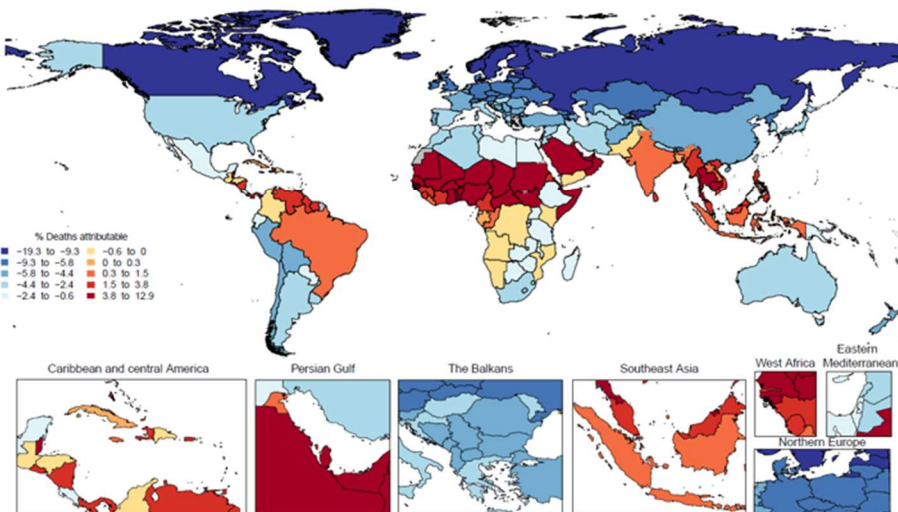 % Deaths attributable
−19.3 to −9.3
−9.3 to −5.8
−5.8 to −4.4
−4.4 to −2.4
−2.4 to −0.6
−0.6 to 0
0 to 0.3
0.3 to 1.5
1.5 to 3.8
3.8 to 12.9
Caribbean and central America
Persian Gulf
The Balkans
Southeast Asia
West Africa
Eastern
Mediterranean
Northern Europe